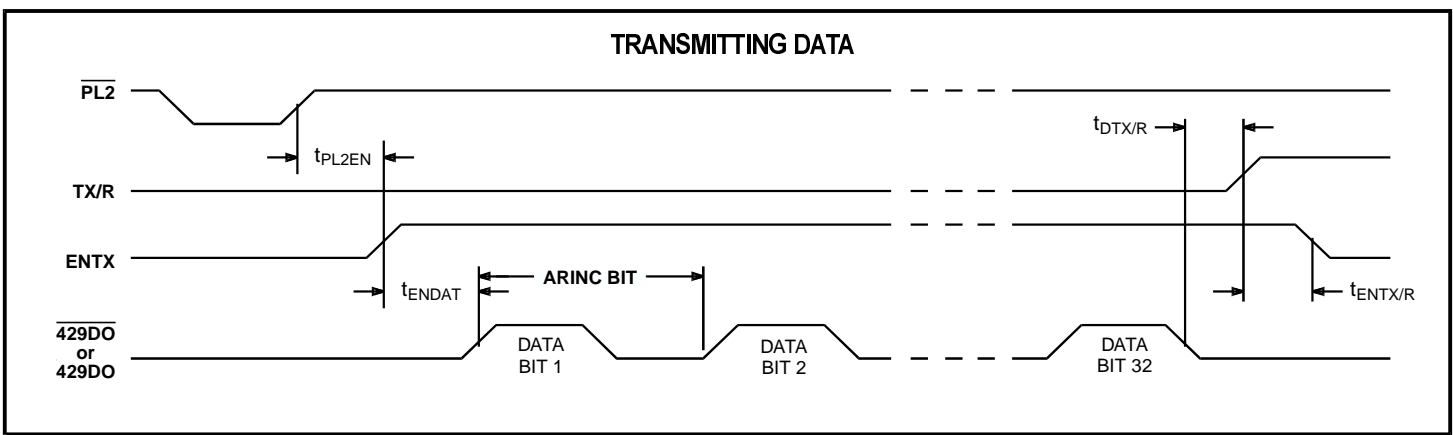 TRANSMITTING DATA
PL2
tDTX/R
tPL2EN
TX/R
ENTX
ARINC BIT
tENDAT
tENTX/R
429DO
or
429DO
DATA
BIT 1
DATA
BIT 2
DATA
BIT 32